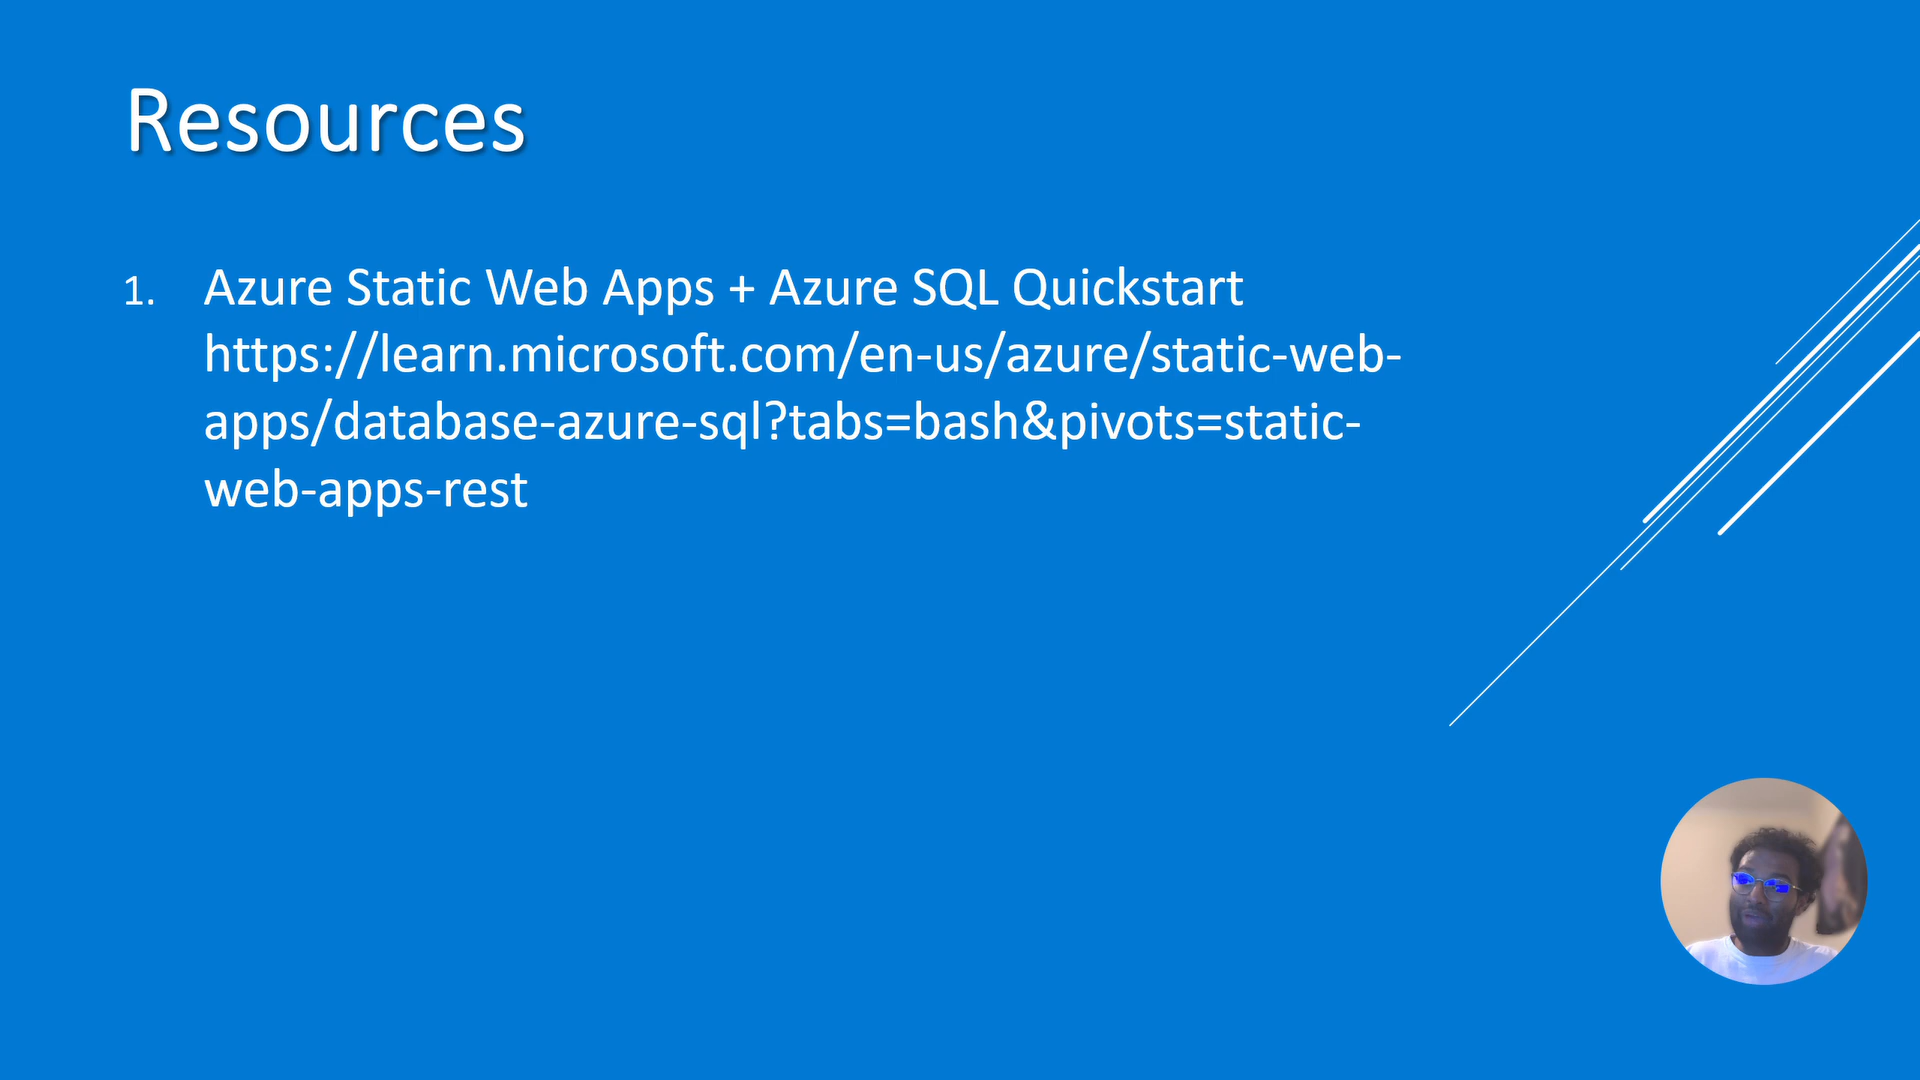 Resources
1. Azure Static Web Apps + Azure SQL Quickstart
https://learn.microsoft.com/en-us/azure/static-web-
apps/database-azure-sql?tabs=bash&pivots=static-
web-apps-rest